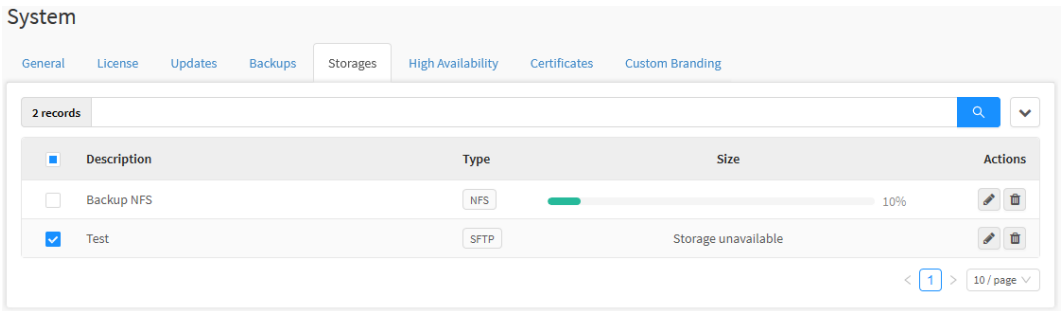 System
General License Updates Backups Storages High Availability Certificates Custom Branding
2 records
Description Type Size Actions
Backup NFS NFS 10%
Test SFTP Storage unavailable
< 1 > 10 / page